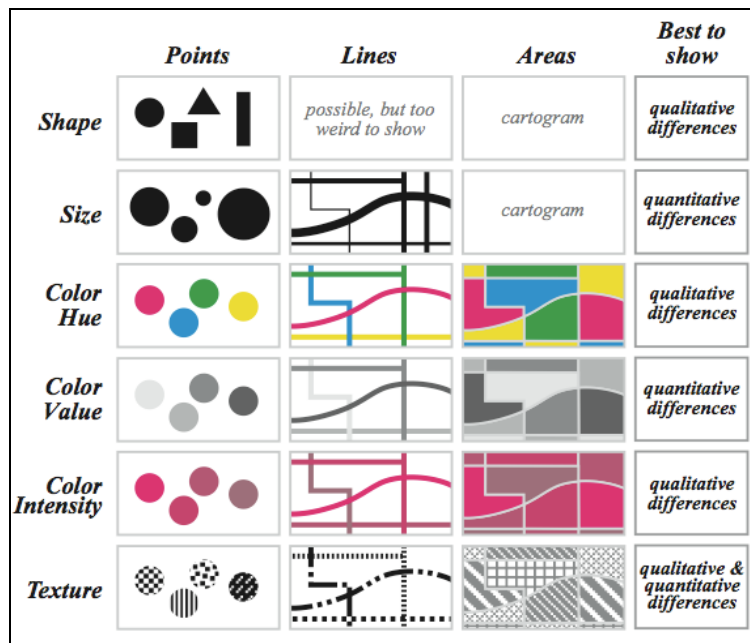 Points
Lines
Areas
Best to
show
Shape
possible, but too
weird to show
cartogram
qualitative
differences
Size
cartogram
quantitative
differences
Color
Hue
qualitative
differences
Color
Value
quantitative
differences
Color
Intensity
qualitative
differences
Texture
qualitative &
quantitative
differences